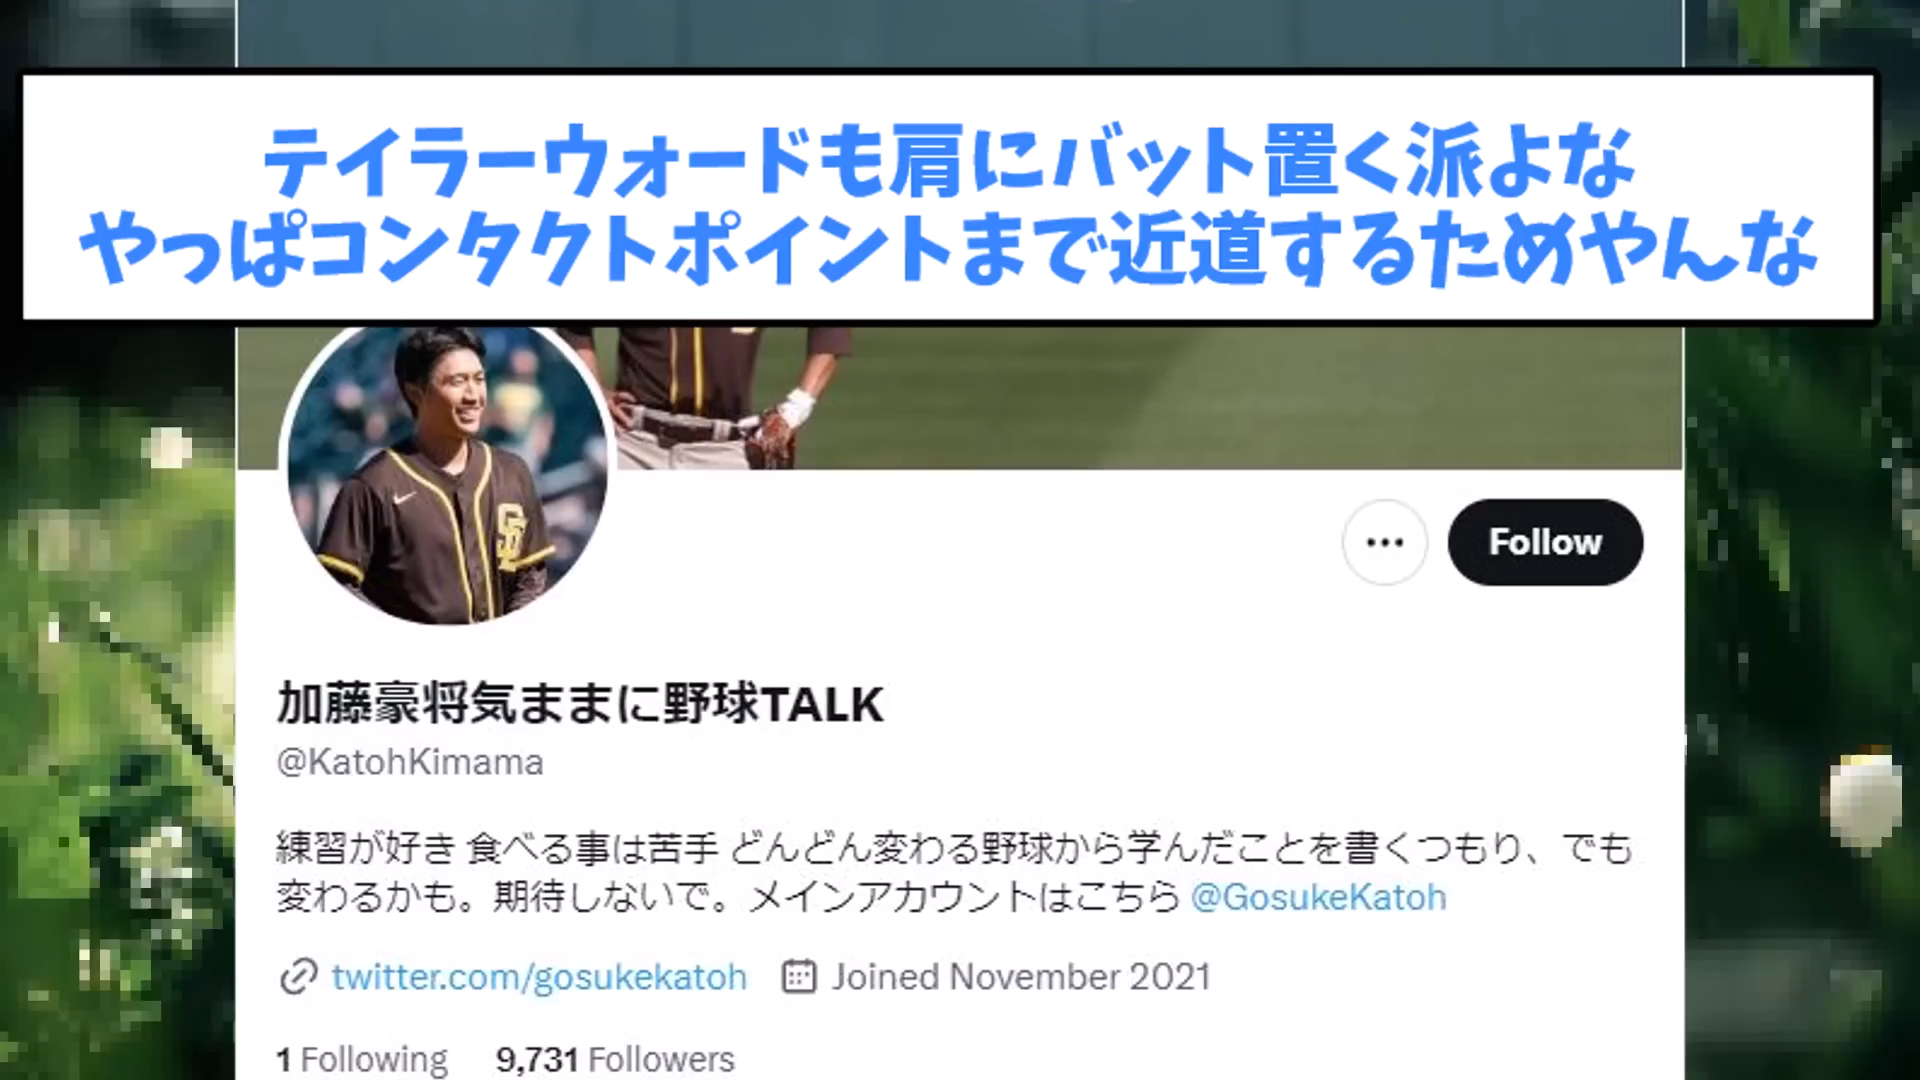 テイラーウォードも肩にバット置く派よな
やっぱコンタクトポイントまで近道するためやんな
SD
Follow
加藤豪将気ままに野球TALK
@KatohKimama
練習が好き 食べる事は苦手 どんどん変わる野球から学んだことを書くつもり、でも
変わるかも。期待しないで。メインアカウントはこちら @GosukeKatoh
twitter.com/gosukekatoh Joined November 2021
1 Following 9,731 Followers